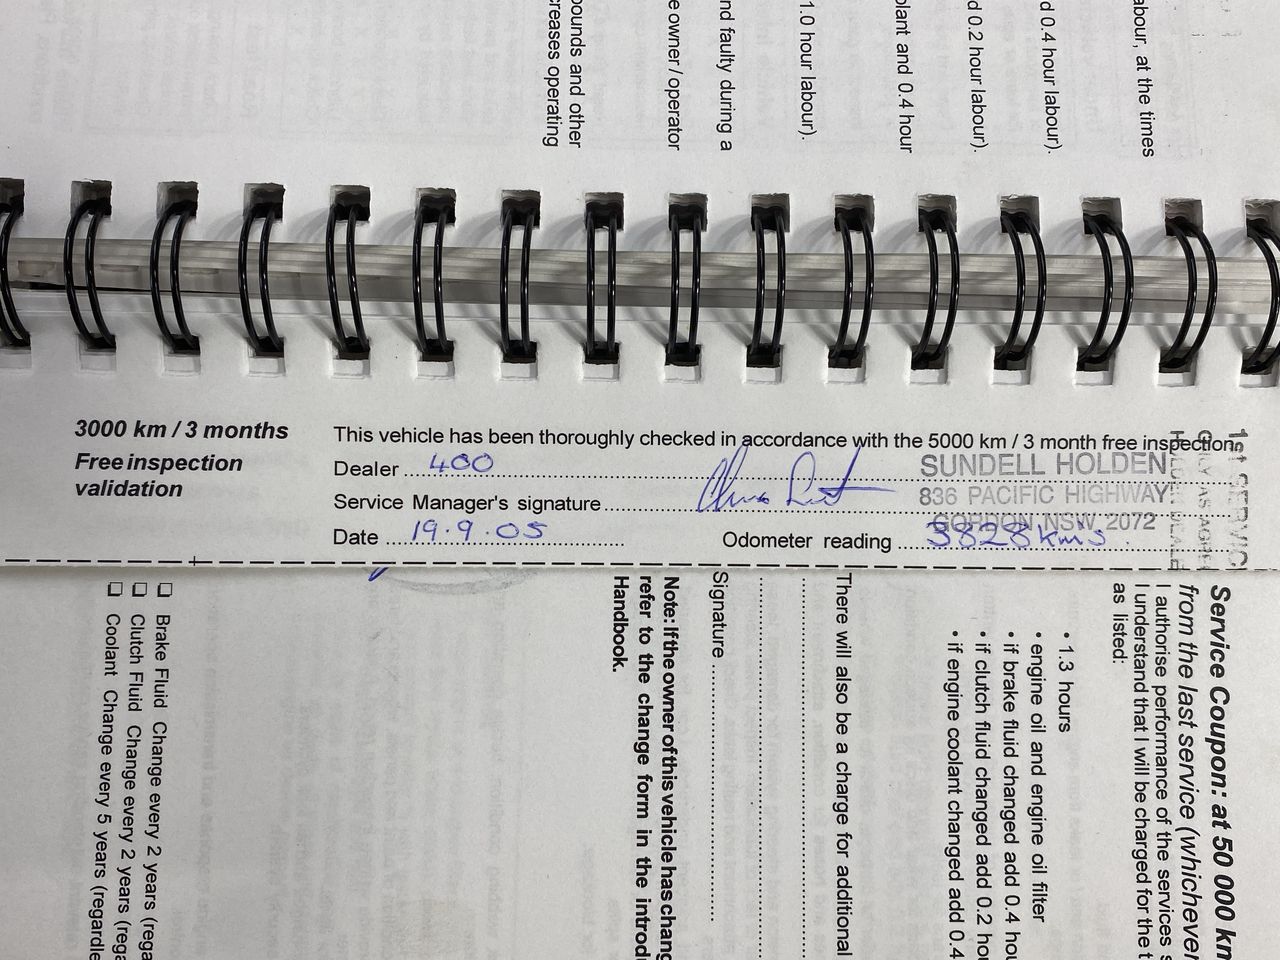 abour, at the times
d 0.4 hour labour).
d 0.2 hour labour).
olant and 0.4 hour
1.0 hour labour).
nd faulty during a
e owner / operator
pounds and other
creases operating
3000 km / 3 months
Free inspection
validation
This vehicle has been thoroughly checked in accordance with the 5000 km / 3 month free inspection.
Dealer 400
Service Manager's signature
Date 19.9.05
Odometer reading 3828 kms.
SUNDELL HOLDEN
836 PACIFIC HIGHWAY
GORDON NSW 2072
1st SERVIC
Service Coupon: at 50 000 km
from the last service (whichever
I authorise performance of the services s
I understand that I will be charged for the t
as listed:
• 1.3 hours
• engine oil and engine oil filter
• if brake fluid changed add 0.4 hou
• if clutch fluid changed add 0.2 hou
• if engine coolant changed add 0.4
There will also be a charge for additional
Signature
Note: If the owner of this vehicle has chang
refer to the change form in the introdu
Handbook.
❑ Brake Fluid Change every 2 years (rega
❑ Clutch Fluid Change every 2 years (rega
❑ Coolant Change every 5 years (regardle